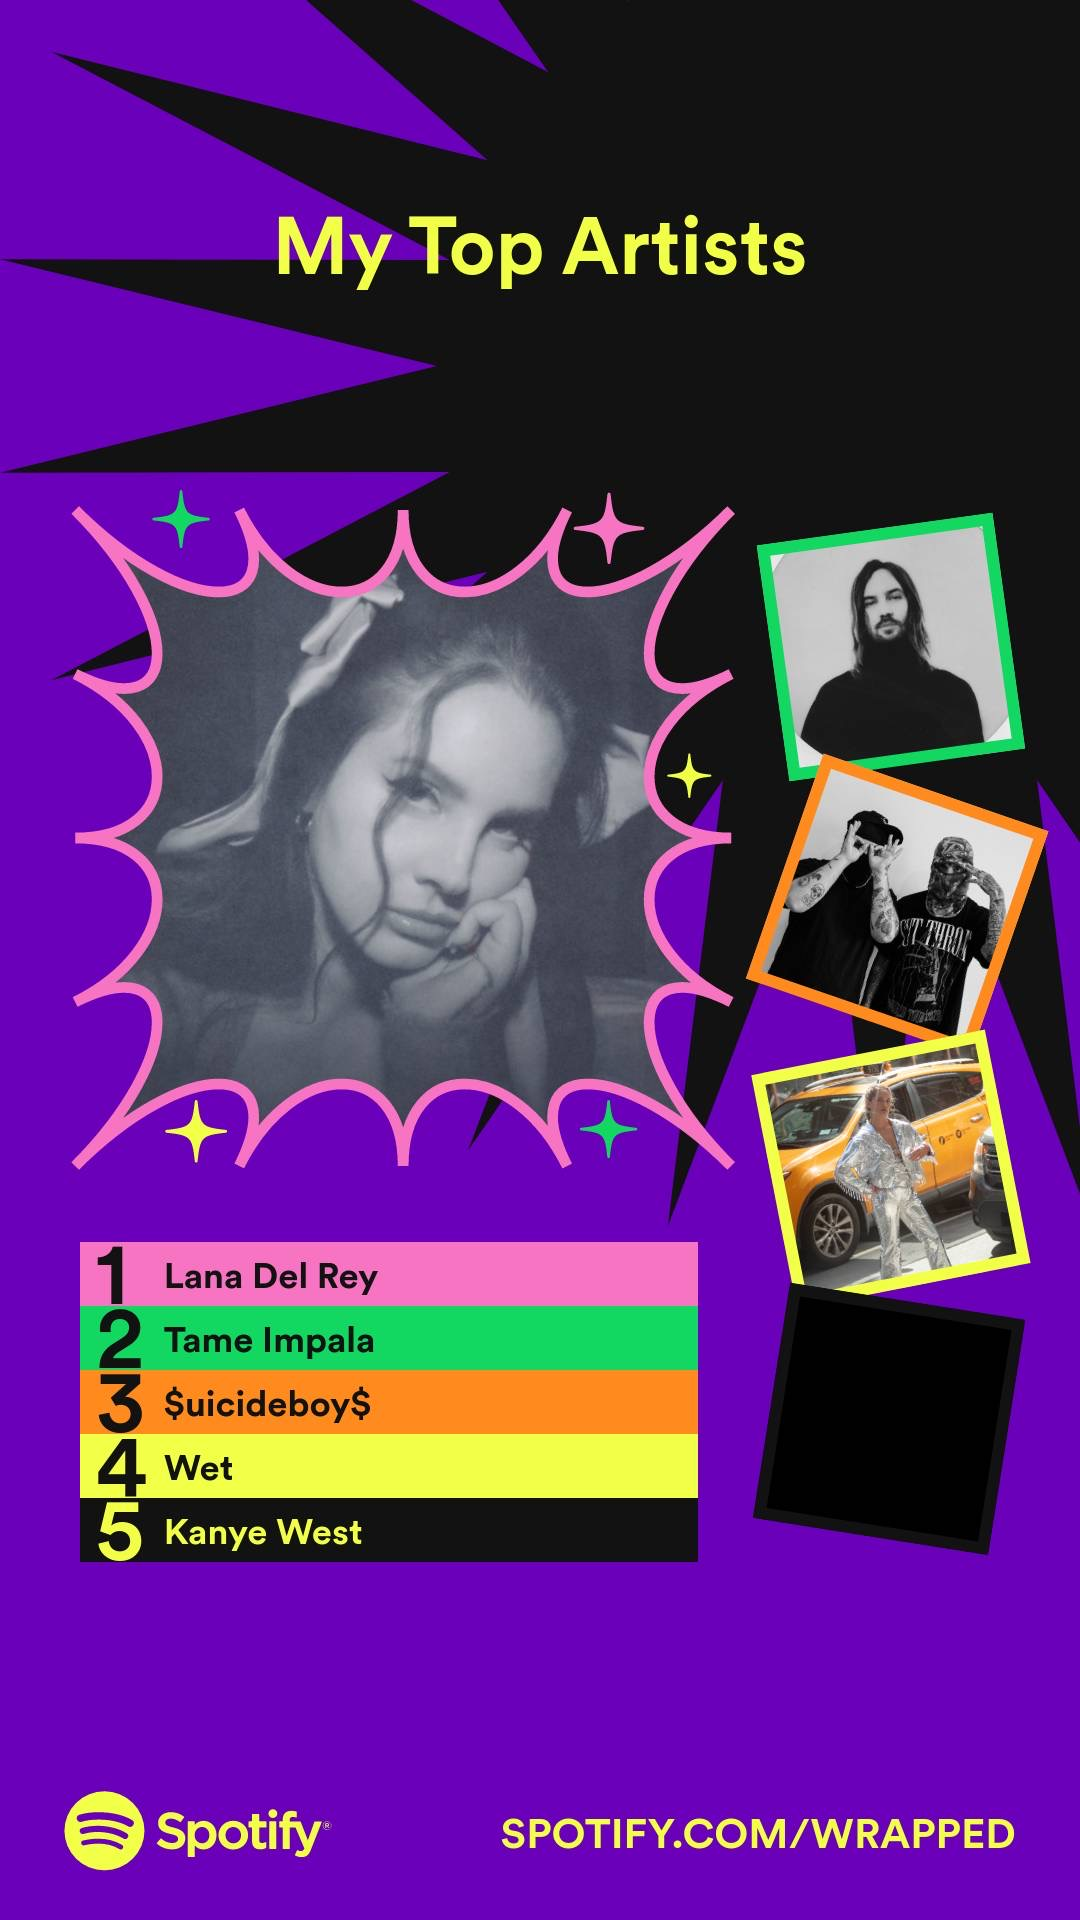 My Top Artists
1 Lana Del Rey
2 Tame Impala
3 $uicideboy$
4 Wet
5 Kanye West
Spotify®
SPOTIFY.COM/WRAPPED